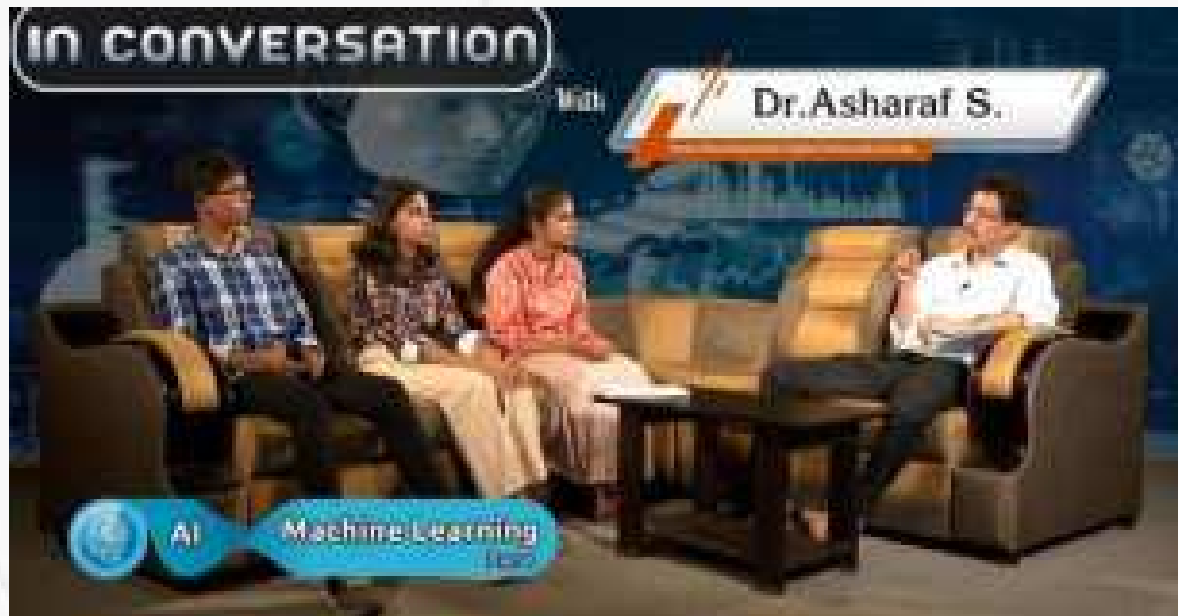 IN CONVERSATION
With
Dr.Asharaf S.
AI
Machine Learning